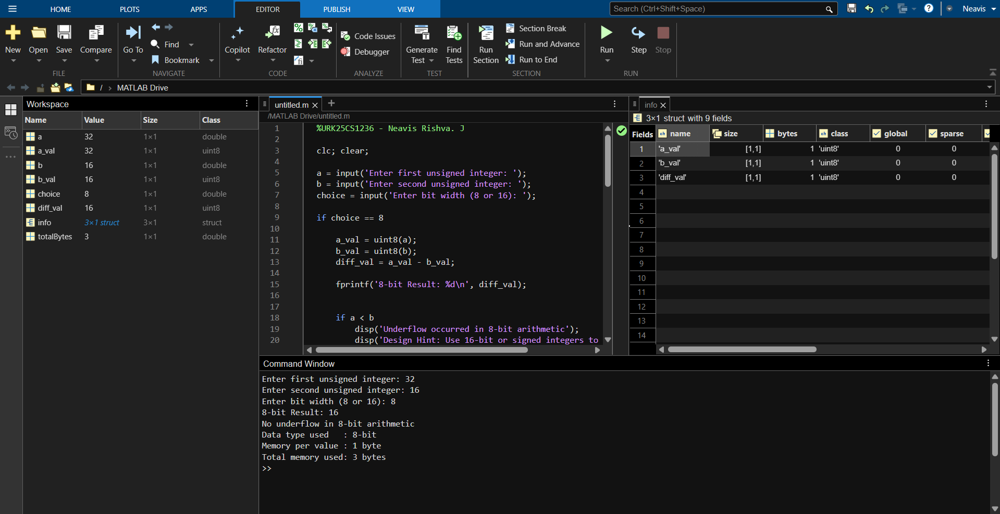 HOME PLOTS APPS EDITOR PUBLISH VIEW Search (Ctrl+Shift+Space) Neavis
New Open Save Compare
FILE
Go To Find Bookmark
NAVIGATE
Copilot Refactor
CODE
Code Issues
Debugger
ANALYZE
Generate Test Find Tests
TEST
Run Section
Section Break
Run and Advance
Run to End
SECTION
Run Step Stop
RUN
/ › MATLAB Drive
Workspace
Name Value Size Class
a 32 1×1 double
a_val 32 1×1 uint8
b 16 1×1 double
b_val 16 1×1 uint8
choice 8 1×1 double
diff_val 16 1×1 uint8
info 3×1 struct 3×1 struct
totalBytes 3 1×1 double
untitled.m
/MATLAB Drive/untitled.m
1 %URK25CS1236 - Neavis Rishva. J
2
3 clc; clear;
4
5 a = input('Enter first unsigned integer: ');
6 b = input('Enter second unsigned integer: ');
7 choice = input('Enter bit width (8 or 16): ');
8
9 if choice == 8
10
11 a_val = uint8(a);
12 b_val = uint8(b);
13 diff_val = a_val - b_val;
14
15 fprintf('8-bit Result: %d\n', diff_val);
16
17
18 if a < b
19 disp('Underflow occurred in 8-bit arithmetic');
20 disp('Design Hint: Use 16-bit or signed integers to
info
3×1 struct with 9 fields
Fields name size bytes class global sparse
1 'a_val' [1,1] 1 'uint8' 0 0
2 'b_val' [1,1] 1 'uint8' 0 0
3 'diff_val' [1,1] 1 'uint8' 0 0
4
5
6
7
8
9
10
11
12
13
14
Command Window
Enter first unsigned integer: 32
Enter second unsigned integer: 16
Enter bit width (8 or 16): 8
8-bit Result: 16
No underflow in 8-bit arithmetic
Data type used : 8-bit
Memory per value : 1 byte
Total memory used: 3 bytes
>>